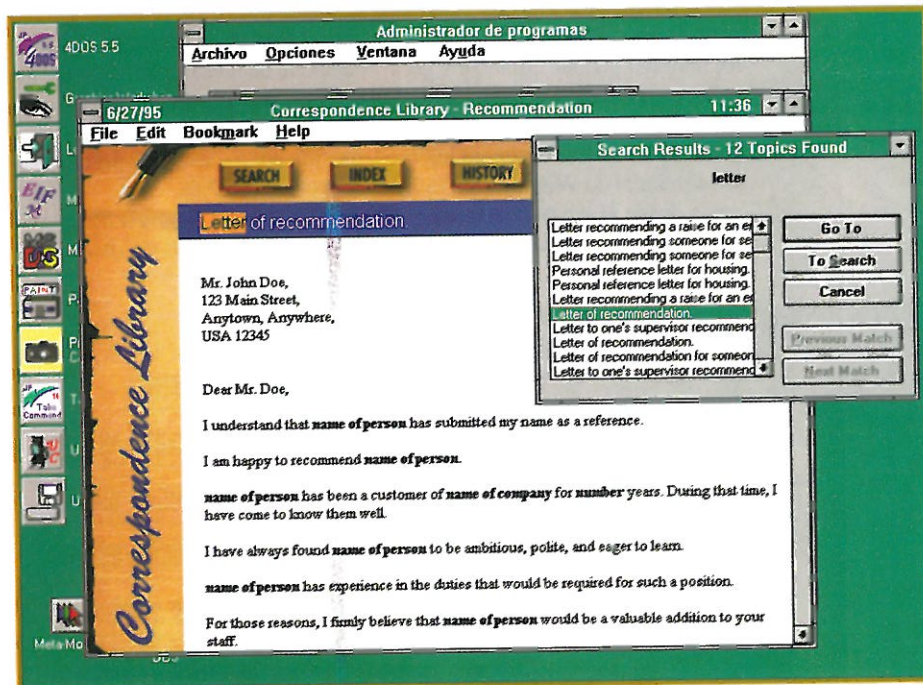 4DOS 5.5
Administrador de programas
Archivo Opciones Ventana Ayuda
6/27/95 Correspondence Library - Recommendation 11:36
File Edit Bookmark Help
SEARCH INDEX HISTORY
Correspondence Library
Letter of recommendation.
Mr. John Doe,
123 Main Street,
Anytown, Anywhere,
USA 12345
Dear Mr. Doe,
I understand that name of person has submitted my name as a reference.
I am happy to recommend name of person.
name of person has been a customer of name of company for number years. During that time, I
have come to know them well.
I have always found name of person to be ambitious, polite, and eager to learn.
name of person has experience in the duties that would be required for such a position.
For those reasons, I firmly believe that name of person would be a valuable addition to your
staff.
Search Results - 12 Topics Found
letter
Letter recommending a raise for an e
Letter recommending someone for se
Letter recommending someone for se
Personal reference letter for housing.
Personal reference letter for housing.
Letter recommending a raise for an e
Letter of recommendation.
Letter to one's supervisor recommend
Letter of recommendation.
Letter of recommendation for someon
Letter to one's supervisor recommend
Go To
To Search
Cancel
Previous Match
Next Match
PAINT
Take
Command
Meta-Mo